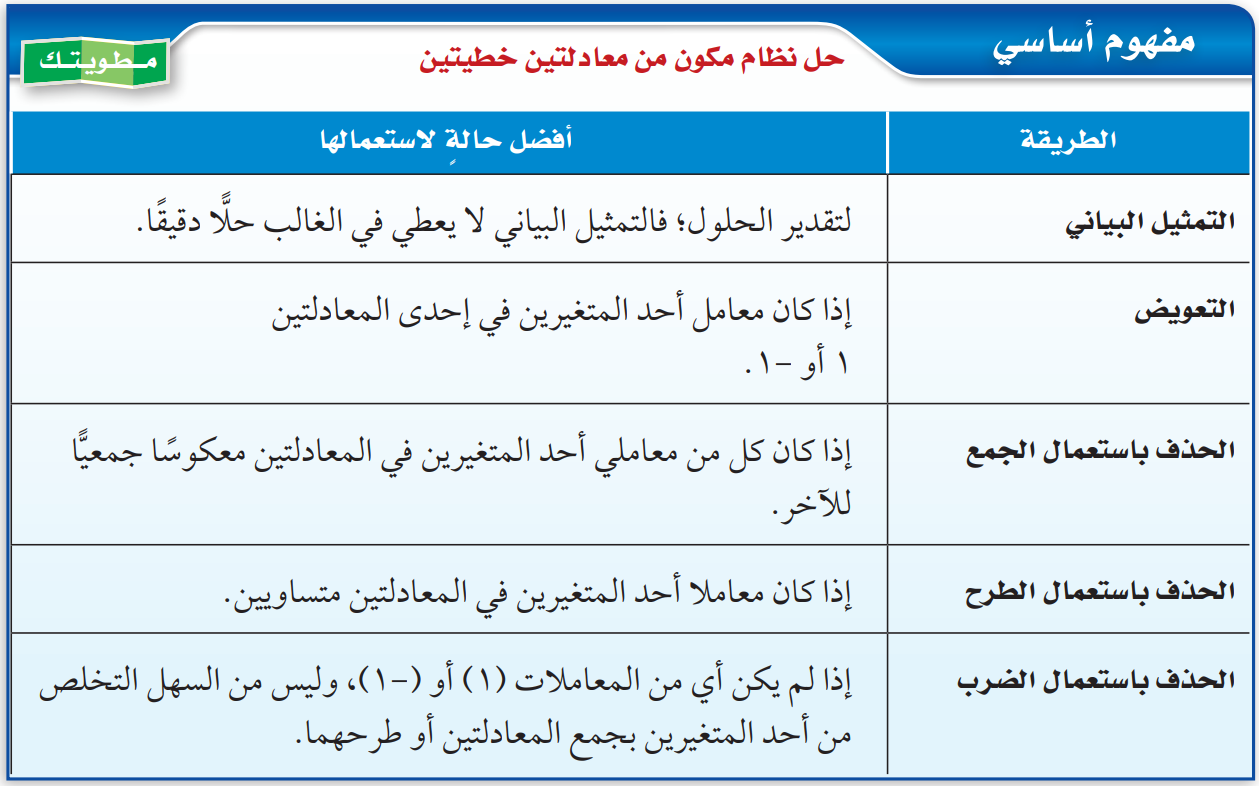 مفهوم أساسي
حل نظام مكون من معادلتين خطيتين
مـطويـتـك
الطريقة
أفضل حالةٍ لاستعمالها
التمثيل البياني
لتقدير الحلول؛ فالتمثيل البياني لا يعطي في الغالب حلًّا دقيقًا.
التعويض
إذا كان معامل أحد المتغيرين في إحدى المعادلتين
١ أو -١.
الحذف باستعمال الجمع
إذا كان كل من معاملي أحد المتغيرين في المعادلتين معكوسًا جمعيًّا
للآخر.
الحذف باستعمال الطرح
إذا كان معاملا أحد المتغيرين في المعادلتين متساويين.
الحذف باستعمال الضرب
إذا لم يكن أي من المعاملات (١) أو (-١)، وليس من السهل التخلص
من أحد المتغيرين بجمع المعادلتين أو طرحهما.